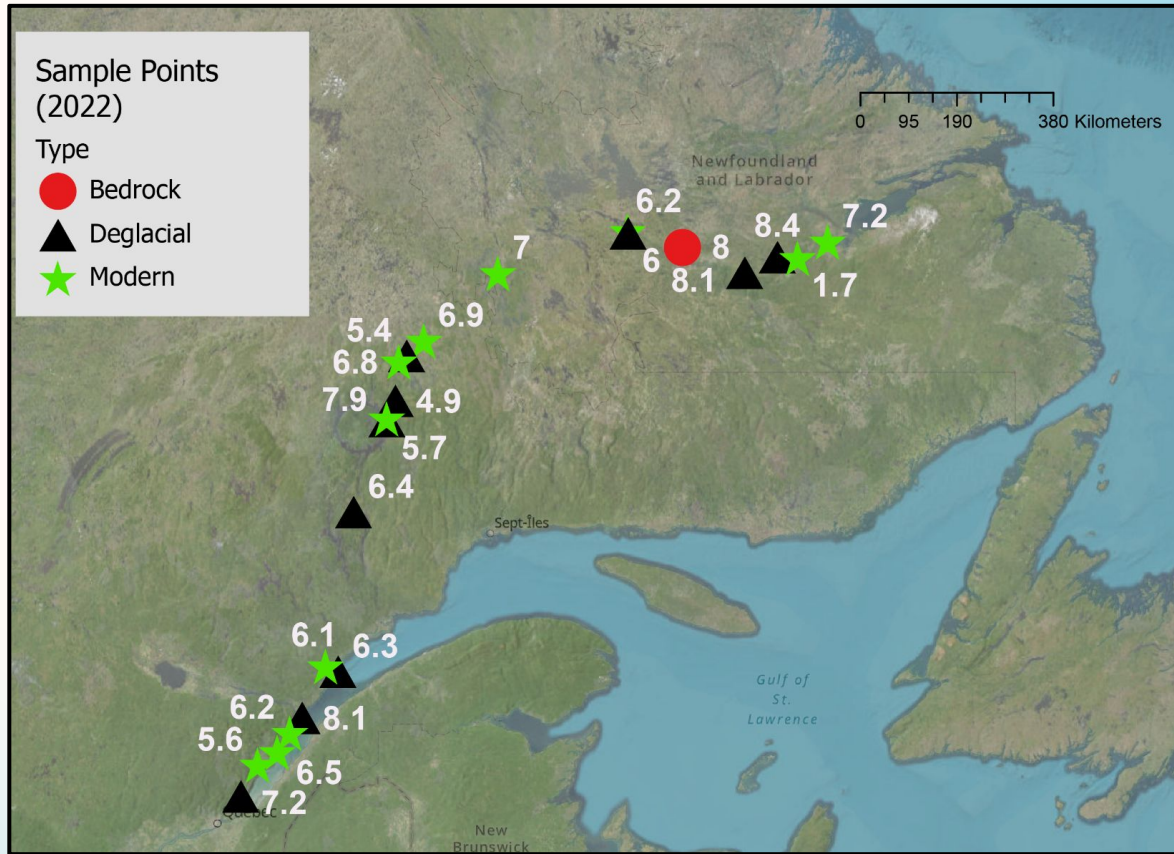 Sample Points
(2022)
Type
Bedrock
Deglacial
Modern
0 95 190 380 Kilometers
Newfoundland
and Labrador
6.2
7.2
8.4
7
6
8
8.1
1.7
6.9
5.4
6.8
7.9
4.9
5.7
6.4
Sept-Îles
6.1
6.3
6.2
8.1
5.6
6.5
7.2
Québec
Gulf of
St.
Lawrence
New
Brunswick